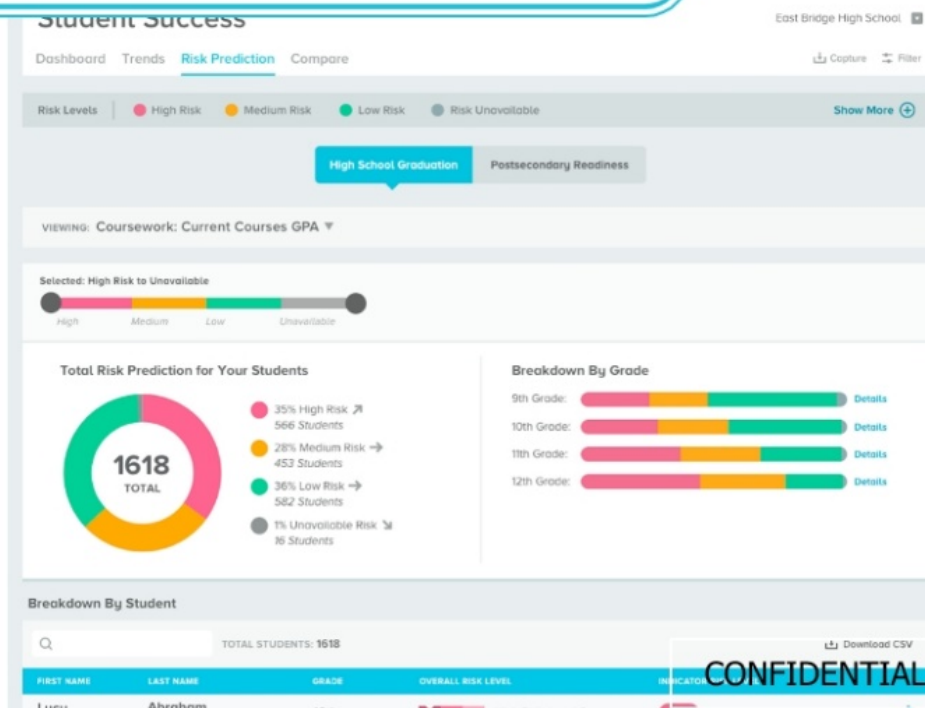 Student Success
East Bridge High School
Dashboard Trends Risk Prediction Compare
Capture Filter
Risk Levels High Risk Medium Risk Low Risk Risk Unavailable
Show More
High School Graduation Postsecondary Readiness
VIEWING: Coursework: Current Courses GPA
Selected: High Risk to Unavailable
High Medium Low Unavailable
Total Risk Prediction for Your Students
1618
TOTAL
35% High Risk ↗
566 Students
28% Medium Risk →
453 Students
36% Low Risk →
582 Students
1% Unavailable Risk ↘
16 Students
Breakdown By Grade
9th Grade: Details
10th Grade: Details
11th Grade: Details
12th Grade: Details
Breakdown By Student
TOTAL STUDENTS: 1618
Download CSV
CONFIDENTIAL
FIRST NAME LAST NAME GRADE OVERALL RISK LEVEL
Lucy Abraham